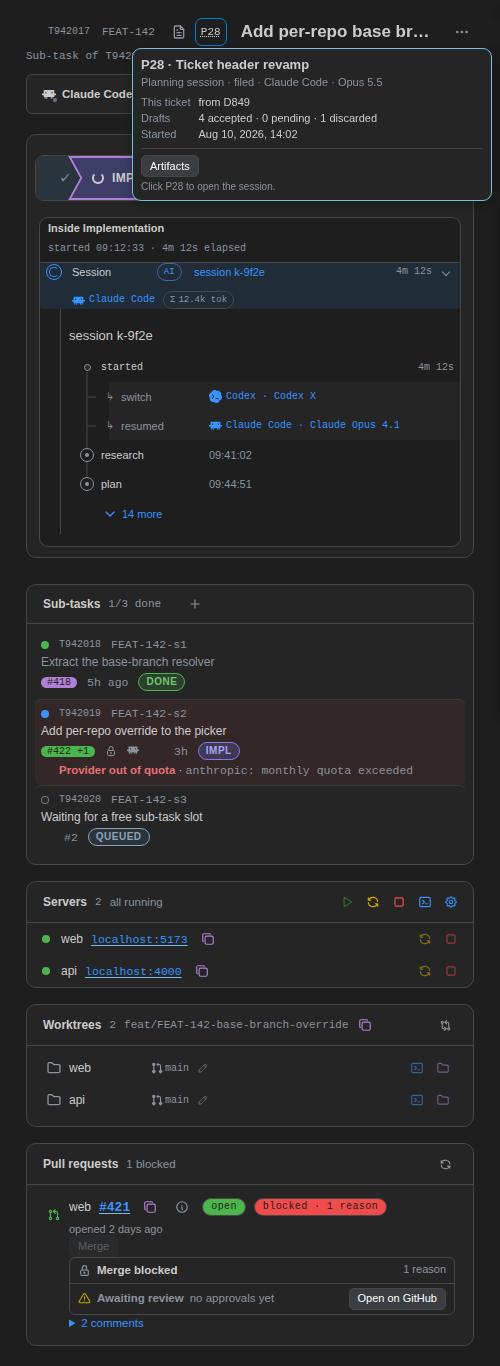 T942017 FEAT-142 P28 Add per-repo base br… ⋯
Sub-task of T942
P28 · Ticket header revamp
Planning session · filed · Claude Code · Opus 5.5
This ticket from D849
Drafts 4 accepted · 0 pending · 1 discarded
Started Aug 10, 2026, 14:02
Artifacts
Click P28 to open the session.
Claude Code
✓ IMP
Inside Implementation
started 09:12:33 · 4m 12s elapsed
Session AI session k-9f2e 4m 12s
Claude Code Σ 12.4k tok
session k-9f2e
started 4m 12s
↳ switch Codex · Codex X
↳ resumed Claude Code · Claude Opus 4.1
research 09:41:02
plan 09:44:51
14 more
Sub-tasks 1/3 done +
T942018 FEAT-142-s1
Extract the base-branch resolver
#418 5h ago DONE
T942019 FEAT-142-s2
Add per-repo override to the picker
#422 +1 3h IMPL
Provider out of quota · anthropic: monthly quota exceeded
T942020 FEAT-142-s3
Waiting for a free sub-task slot
#2 QUEUED
Servers 2 all running
web localhost:5173
api localhost:4000
Worktrees 2 feat/FEAT-142-base-branch-override
web main
api main
Pull requests 1 blocked
web #421 open blocked · 1 reason
opened 2 days ago
Merge
Merge blocked 1 reason
Awaiting review no approvals yet Open on GitHub
2 comments